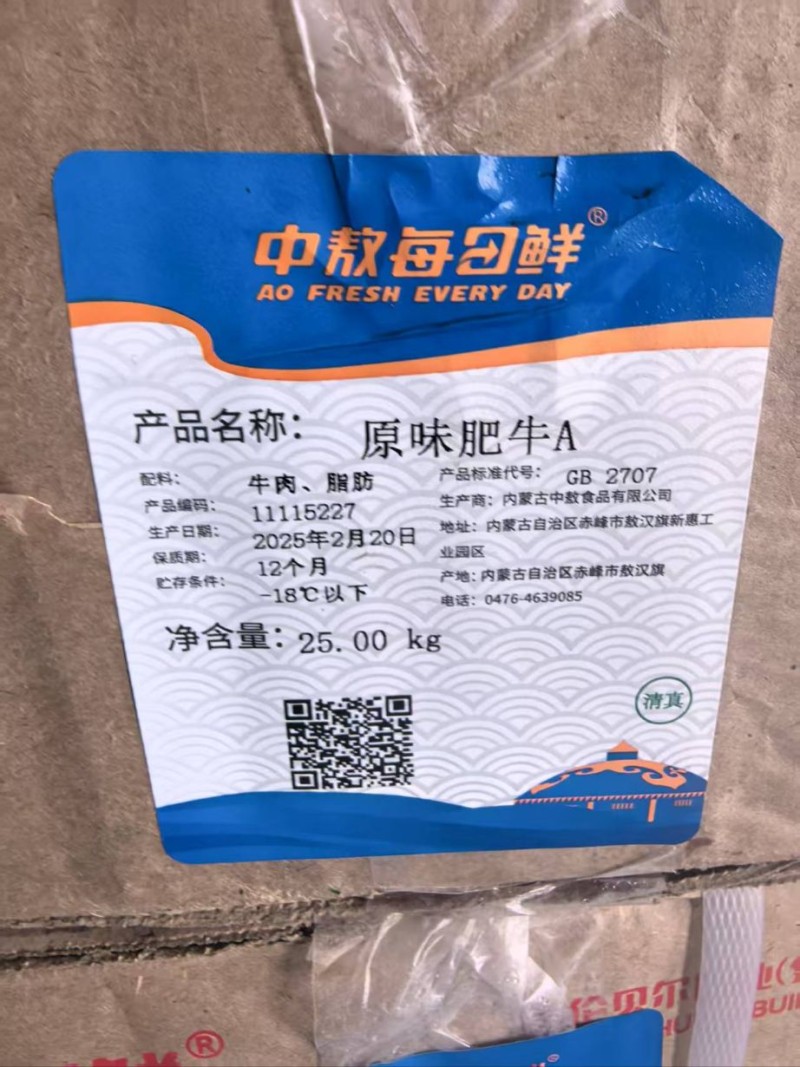 中敖每日鲜®
AO FRESH EVERY DAY
产品名称： 原味肥牛A
配料： 牛肉、脂肪
产品编码： 11115227
生产日期： 2025年2月20日
保质期： 12个月
贮存条件： -18℃以下
产品标准代号： GB 2707
生产商：内蒙古中敖食品有限公司
地址：内蒙古自治区赤峰市敖汉旗新惠工
业园区
产地：内蒙古自治区赤峰市敖汉旗
电话：0476-4639085
净含量：25.00 kg
清真
伦贝尔
BUI
®